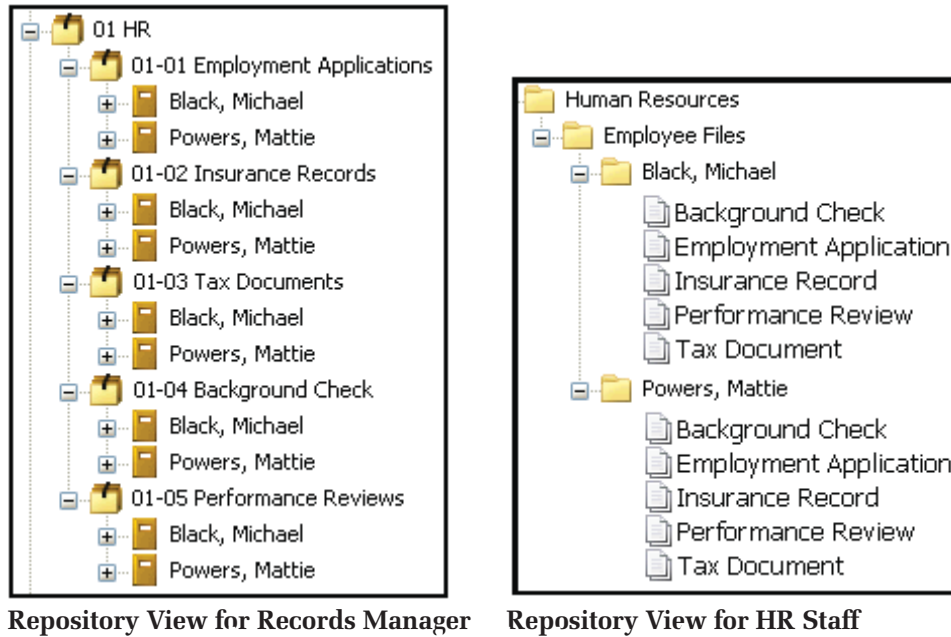 01 HR
01-01 Employment Applications
Black, Michael
Powers, Mattie
01-02 Insurance Records
Black, Michael
Powers, Mattie
01-03 Tax Documents
Black, Michael
Powers, Mattie
01-04 Background Check
Black, Michael
Powers, Mattie
01-05 Performance Reviews
Black, Michael
Powers, Mattie
Repository View for Records Manager
Human Resources
Employee Files
Black, Michael
Background Check
Employment Application
Insurance Record
Performance Review
Tax Document
Powers, Mattie
Background Check
Employment Application
Insurance Record
Performance Review
Tax Document
Repository View for HR Staff